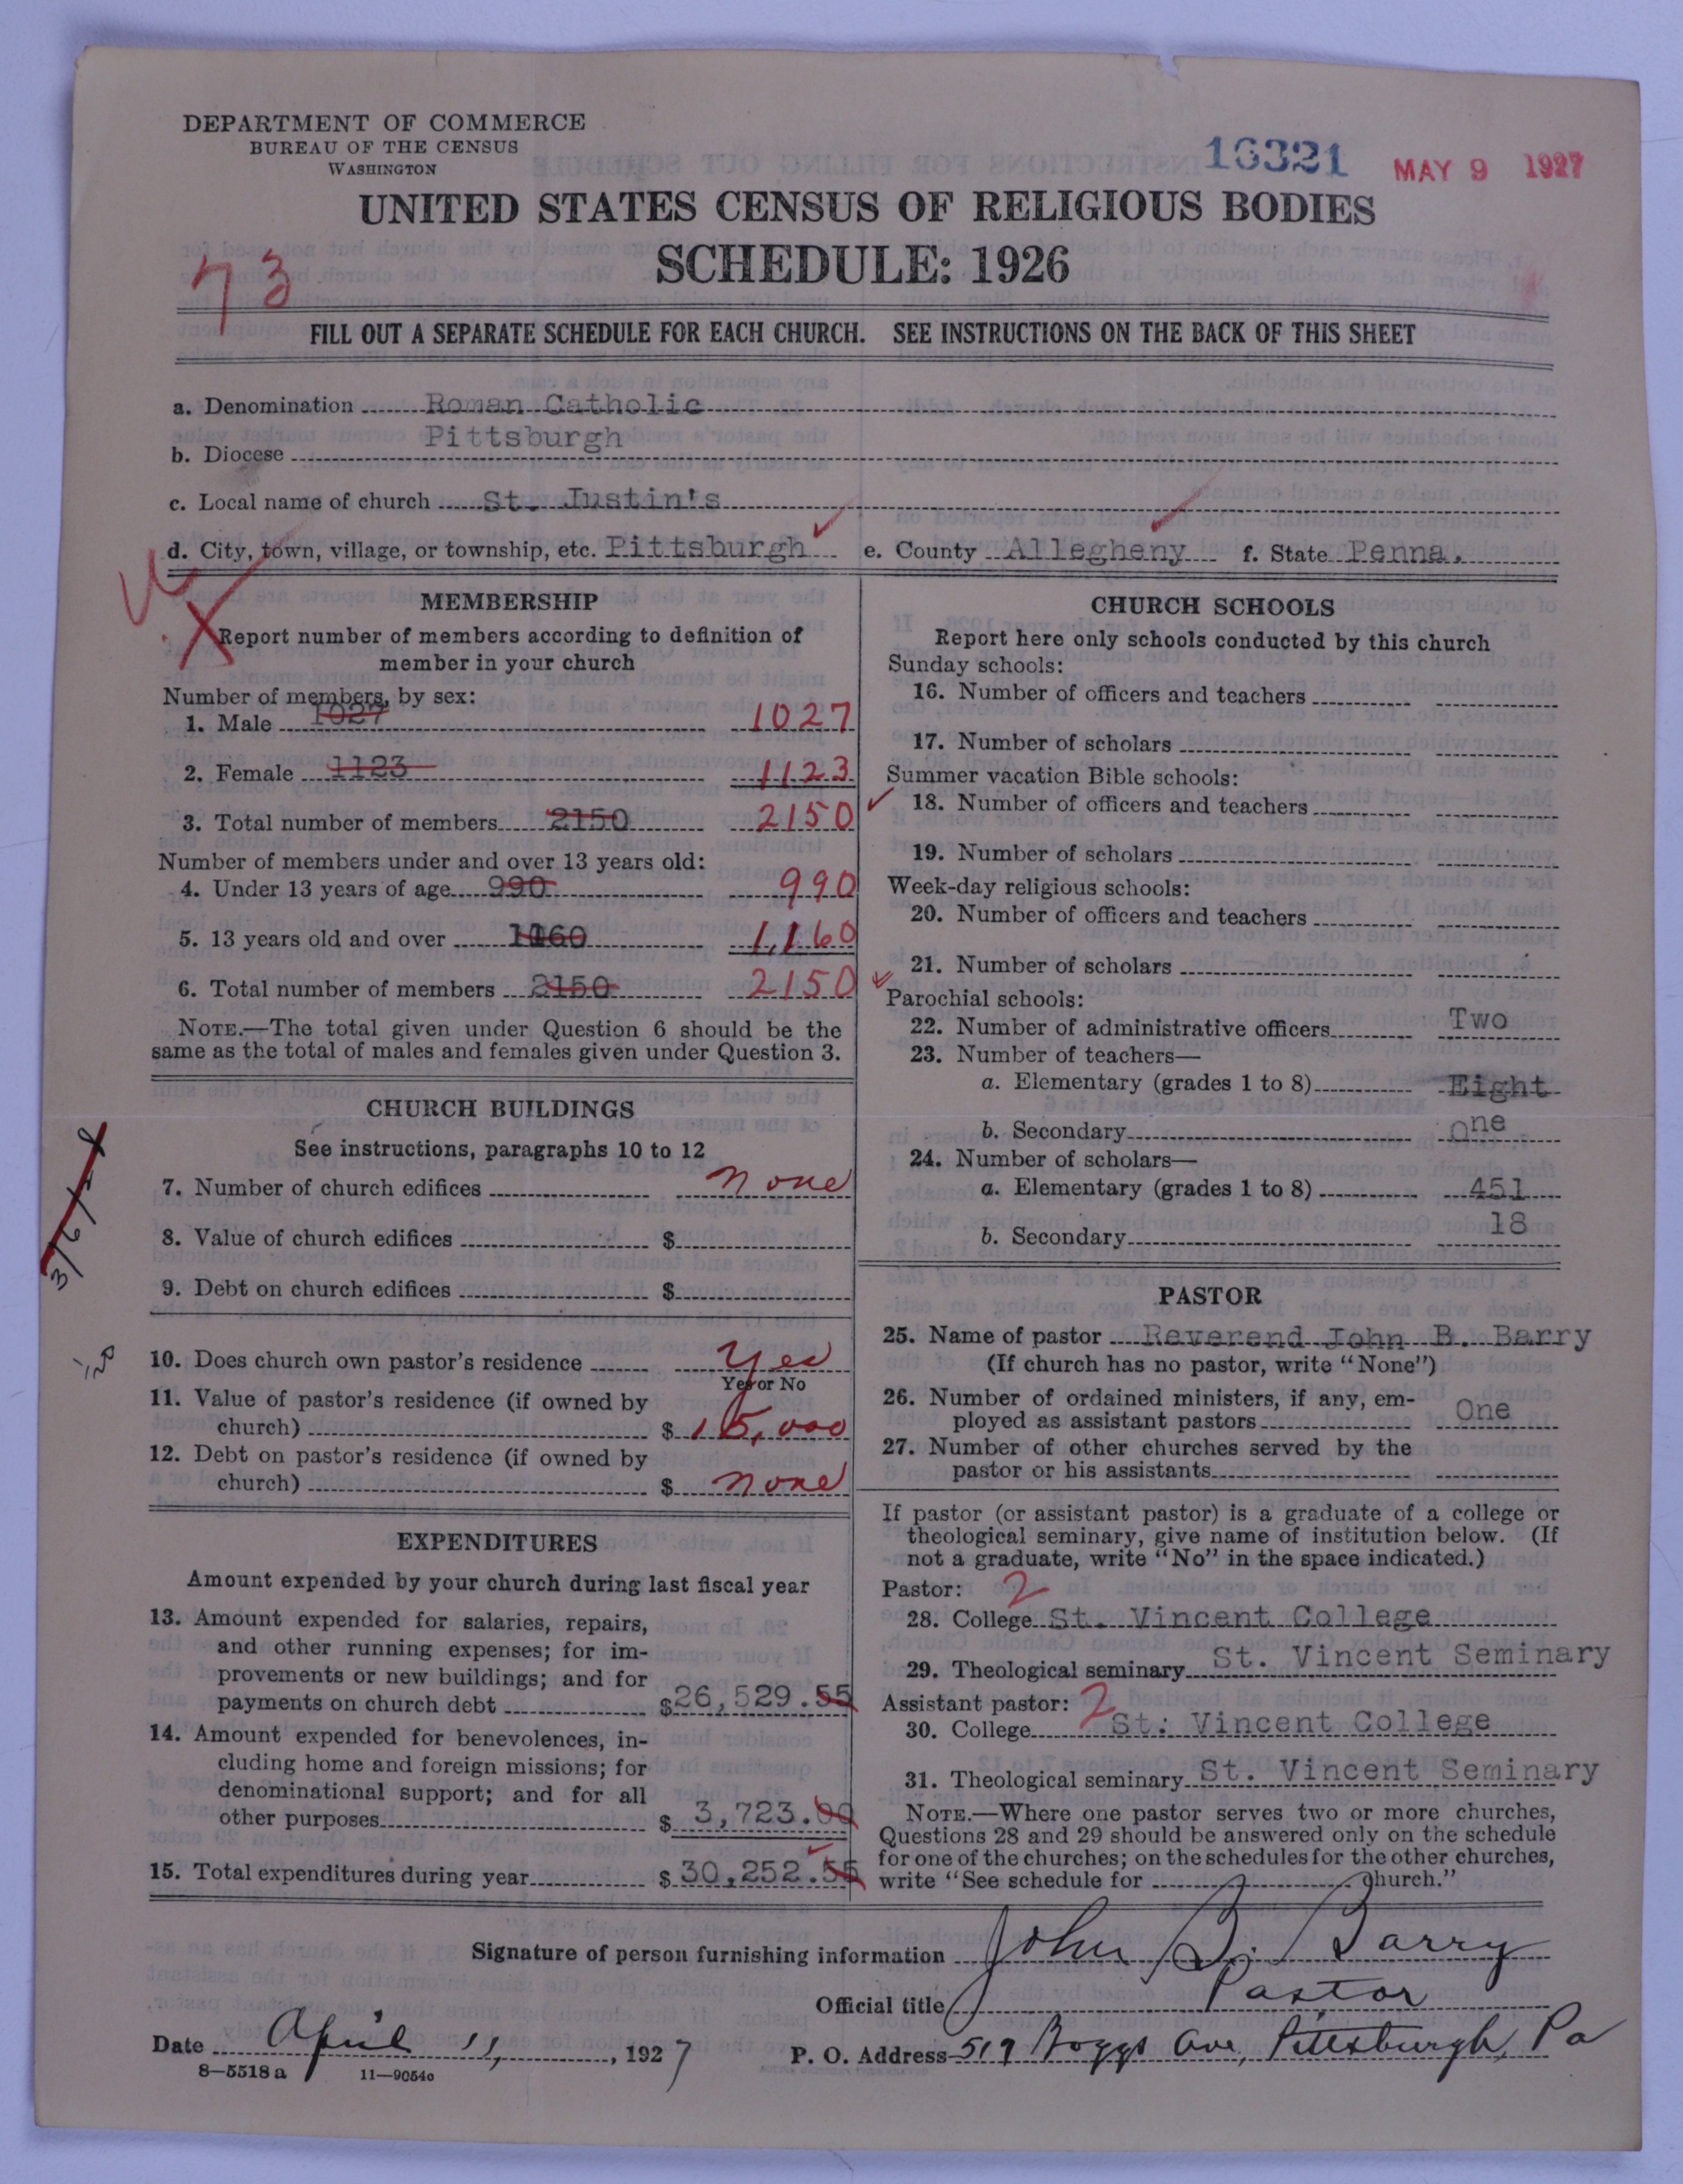 DEPARTMENT OF COMMERCE
BUREAU OF THE CENSUS
WASHINGTON
16321 MAY 9 1927
UNITED STATES CENSUS OF RELIGIOUS BODIES
SCHEDULE: 1926
73
FILL OUT A SEPARATE SCHEDULE FOR EACH CHURCH. SEE INSTRUCTIONS ON THE BACK OF THIS SHEET
a. Denomination Roman Catholic
b. Diocese Pittsburgh
c. Local name of church St. Justin's
d. City, town, village, or township, etc. Pittsburgh e. County Allegheny f. State Penna.
MEMBERSHIP
Report number of members according to definition of
member in your church
Number of members, by sex:
1. Male 1027 1027
2. Female 1123 1123
3. Total number of members 2150 2150
Number of members under and over 13 years old:
4. Under 13 years of age 990 990
5. 13 years old and over 1160 1,160
6. Total number of members 2150 2150
NOTE.—The total given under Question 6 should be the
same as the total of males and females given under Question 3.
CHURCH BUILDINGS
See instructions, paragraphs 10 to 12
7. Number of church edifices none
8. Value of church edifices $
9. Debt on church edifices $
10. Does church own pastor's residence Yes
Yes or No
11. Value of pastor's residence (if owned by
church) $ 15,000
12. Debt on pastor's residence (if owned by
church) $ none
EXPENDITURES
Amount expended by your church during last fiscal year
13. Amount expended for salaries, repairs,
and other running expenses; for im-
provements or new buildings; and for
payments on church debt $26,529.55
14. Amount expended for benevolences, in-
cluding home and foreign missions; for
denominational support; and for all
other purposes $ 3,723.00
15. Total expenditures during year $ 30,252.55
CHURCH SCHOOLS
Report here only schools conducted by this church
Sunday schools:
16. Number of officers and teachers
17. Number of scholars
Summer vacation Bible schools:
18. Number of officers and teachers
19. Number of scholars
Week-day religious schools:
20. Number of officers and teachers
21. Number of scholars
Parochial schools:
22. Number of administrative officers Two
23. Number of teachers—
a. Elementary (grades 1 to 8) Eight
b. Secondary One
24. Number of scholars—
a. Elementary (grades 1 to 8) 451
b. Secondary 18
PASTOR
25. Name of pastor Reverend John B. Barry
(If church has no pastor, write "None")
26. Number of ordained ministers, if any, em-
ployed as assistant pastors One
27. Number of other churches served by the
pastor or his assistants
If pastor (or assistant pastor) is a graduate of a college or
theological seminary, give name of institution below. (If
not a graduate, write "No" in the space indicated.)
Pastor: 2
28. College St. Vincent College
29. Theological seminary St. Vincent Seminary
Assistant pastor: 2
30. College St. Vincent College
31. Theological seminary St. Vincent Seminary
NOTE.—Where one pastor serves two or more churches,
Questions 28 and 29 should be answered only on the schedule
for one of the churches; on the schedules for the other churches,
write "See schedule for church."
Signature of person furnishing information John B. Barry
Official title Pastor
Date April 11, 1927 P. O. Address 519 Boggs Ave, Pittsburgh, Pa
8—5518 a 11—9054c